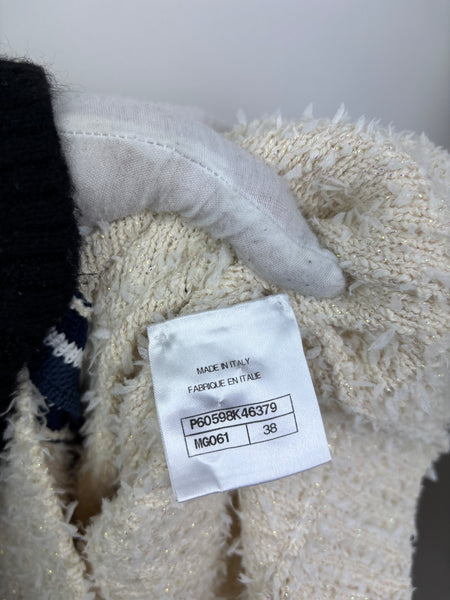 MADE IN ITALY
FABRIQUE EN ITALIE
P60598K46379
MG061 38